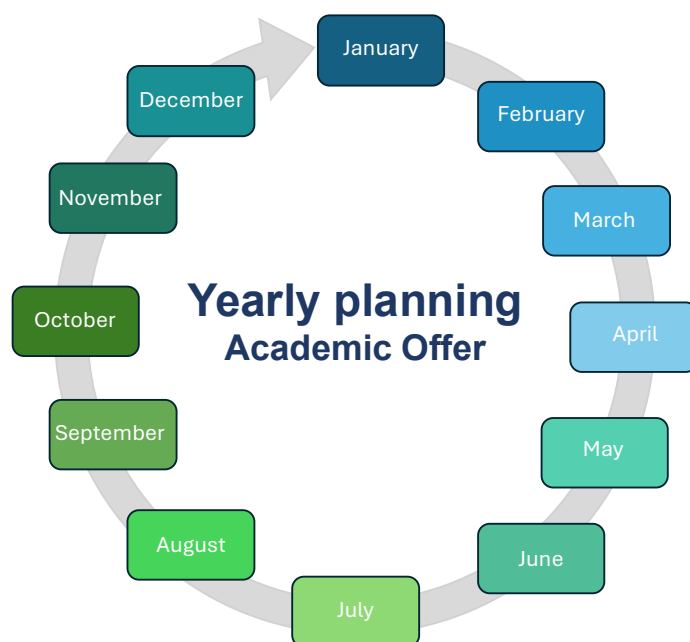 January
February
March
April
May
June
July
August
September
October
November
December
Yearly planning
Academic Offer